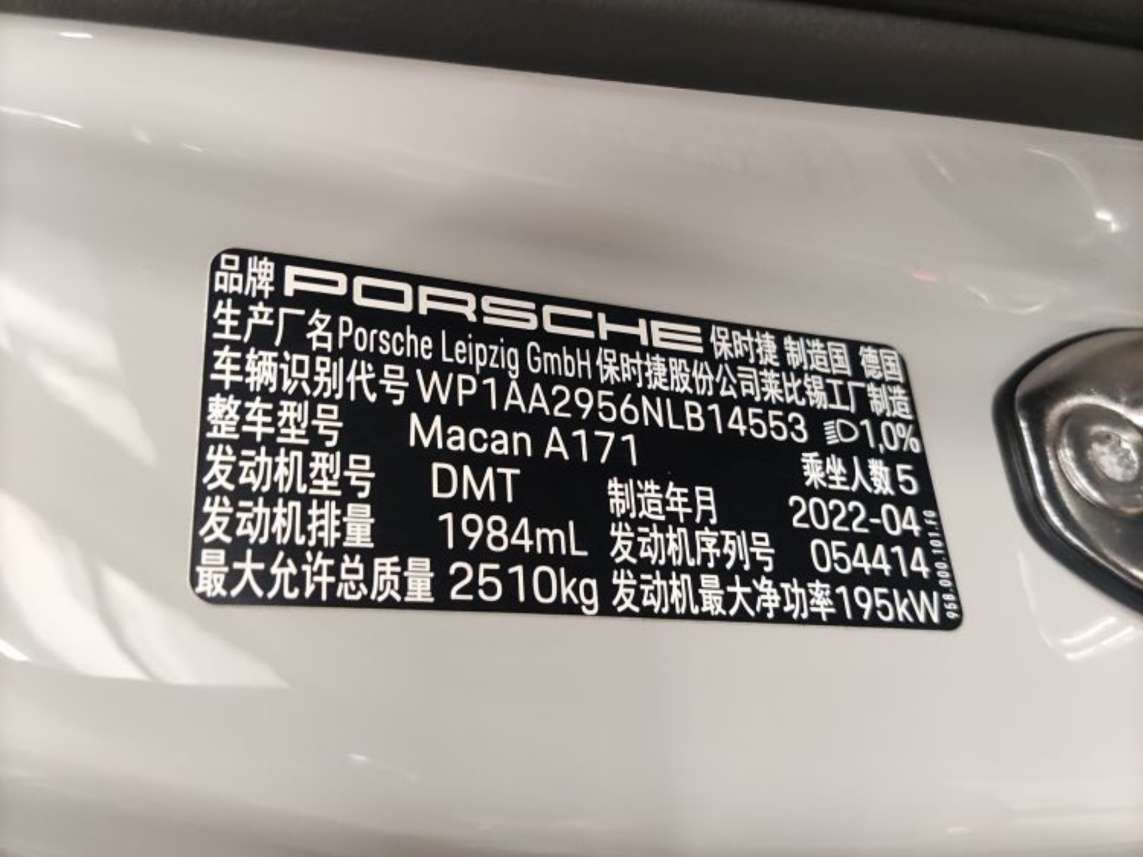 品牌 PORSCHE 保时捷 制造国 德国
生产厂名 Porsche Leipzig GmbH 保时捷股份公司莱比锡工厂制造
车辆识别代号 WP1AA2956NLB14553 1,0%
整车型号 Macan A171 乘坐人数 5
发动机型号 DMT 制造年月 2022-04
发动机排量 1984mL 发动机序列号 054414
最大允许总质量 2510kg 发动机最大净功率 195kW
958.000.101.FG